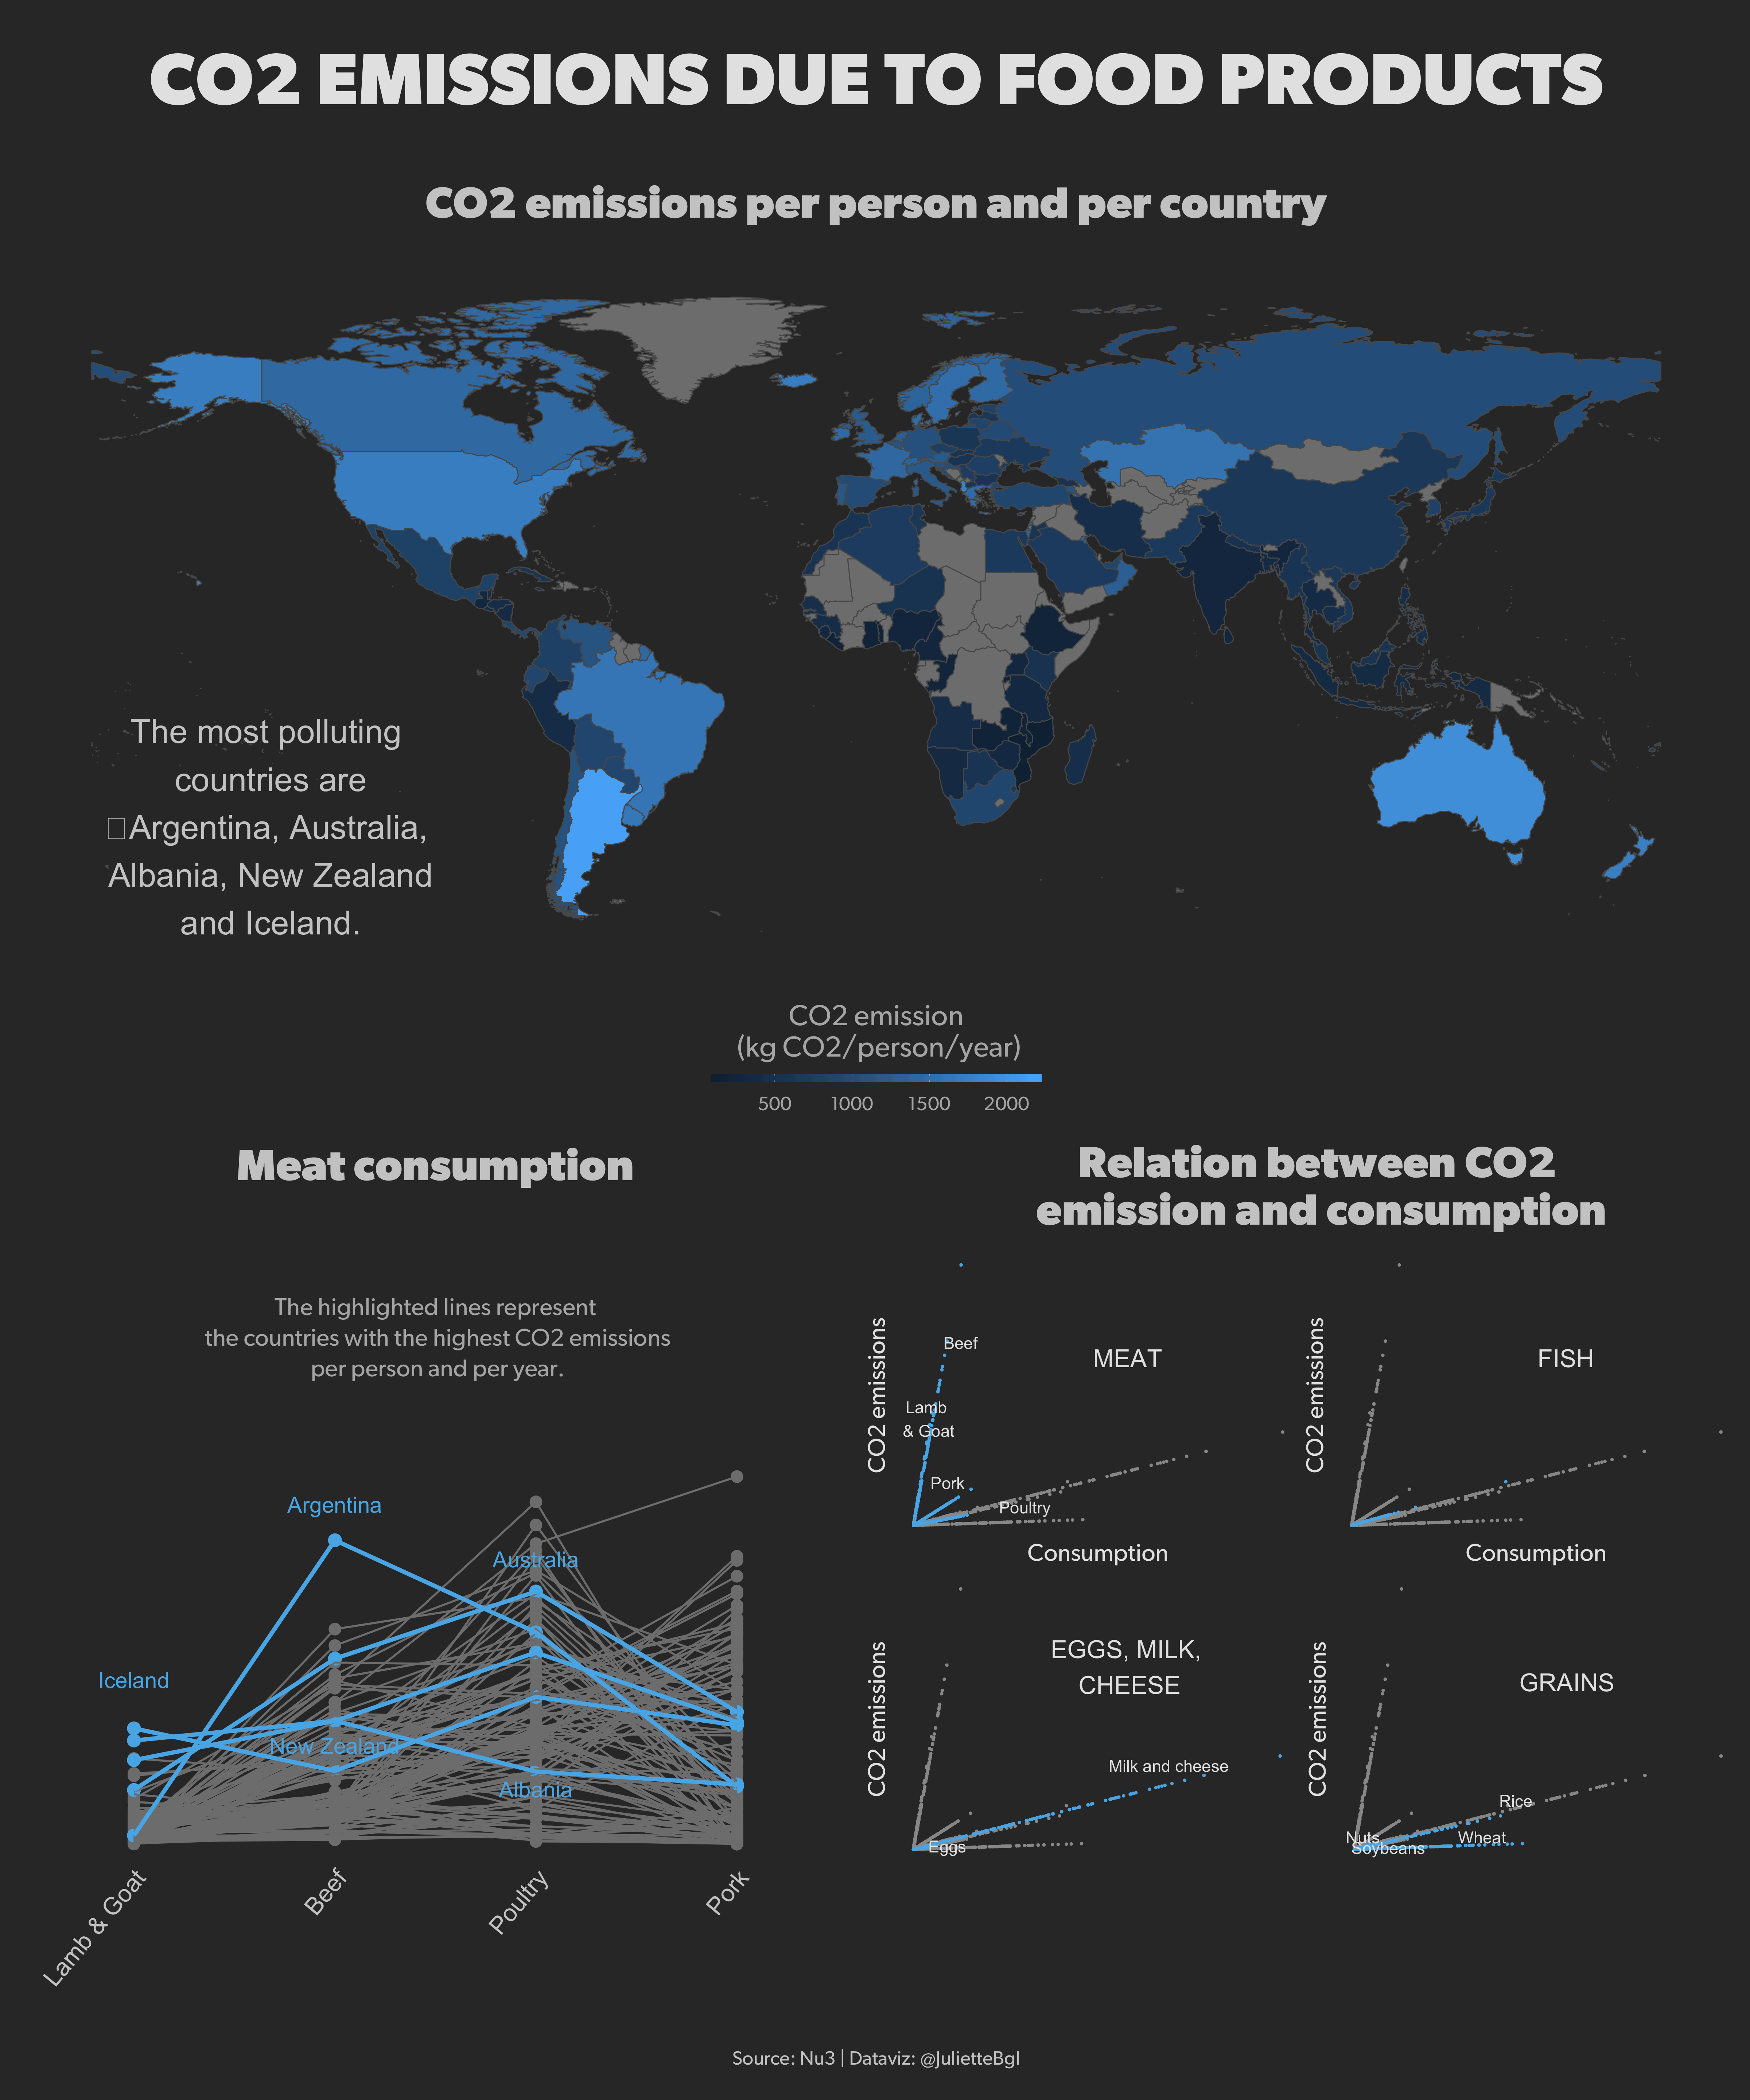 CO2 EMISSIONS DUE TO FOOD PRODUCTS
CO2 emissions per person and per country
The most polluting
countries are
Argentina, Australia,
Albania, New Zealand
and Iceland.
CO2 emission
(kg CO2/person/year)
500 1000 1500 2000
Meat consumption
The highlighted lines represent
the countries with the highest CO2 emissions
per person and per year.
Argentina
Australia
Iceland
New Zealand
Albania
Lamb & Goat
Beef
Poultry
Pork
Relation between CO2
emission and consumption
CO2 emissions
Beef
MEAT
Lamb
& Goat
Pork
Poultry
Consumption
CO2 emissions
FISH
Consumption
CO2 emissions
EGGS, MILK,
CHEESE
Milk and cheese
Eggs
CO2 emissions
GRAINS
Rice
Nuts
Wheat
Soybeans
Source: Nu3 | Dataviz: @JulietteBgl